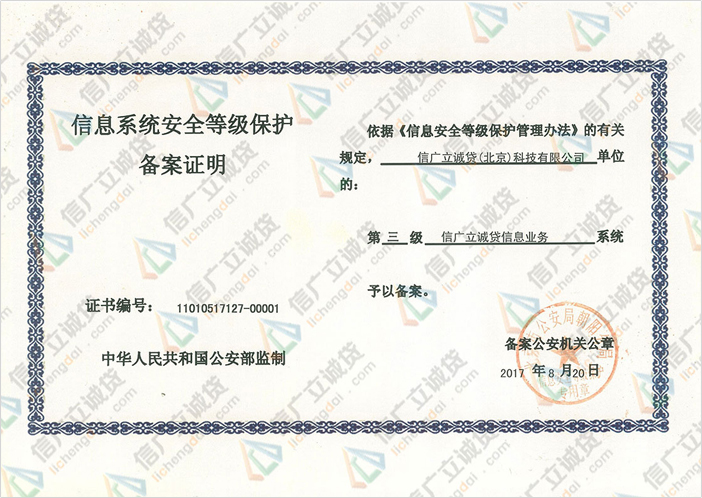 信息系统安全等级保护
备案证明
证书编号： 11010517127-00001
中华人民共和国公安部监制
依据《信息安全等级保护管理办法》的有关
规定， 信广立诚贷(北京)科技有限公司 单位
的：
第 三 级 信广立诚贷信息业务 系统
予以备案。
备案公安机关公章
2017 年 8 月 20 日
信广立诚贷
lichengdai.com